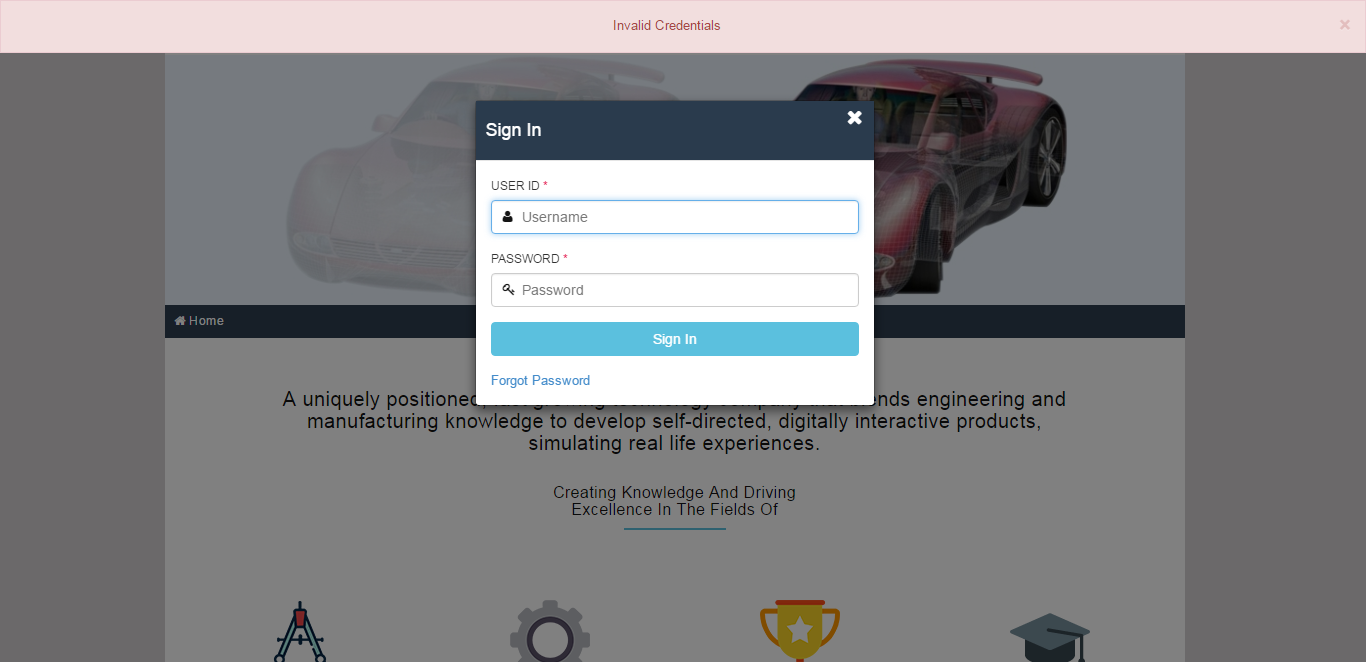 Invalid Credentials
×
Sign In
USER ID *
Username
PASSWORD *
Password
Sign In
Forgot Password
Home
A uniquely positioned, ends engineering and
manufacturing knowledge to develop self-directed, digitally interactive products,
simulating real life experiences.
Creating Knowledge And Driving
Excellence In The Fields Of